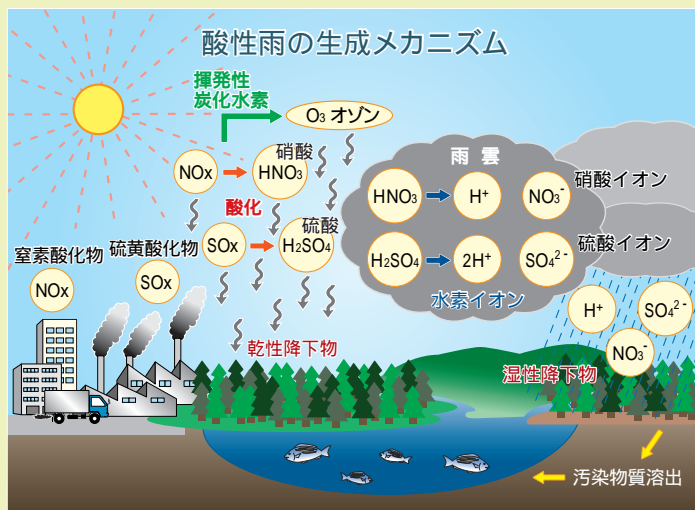 酸性雨の生成メカニズム
揮発性
炭化水素
O₃ オゾン
硝酸
NOx
HNO₃
酸化
硫酸
SOx
H₂SO₄
窒素酸化物
NOx
硫黄酸化物
SOx
乾性降下物
雨雲
HNO₃
H⁺
NO₃⁻
硝酸イオン
H₂SO₄
2H⁺
SO₄²⁻
硫酸イオン
水素イオン
H⁺
SO₄²⁻
NO₃⁻
湿性降下物
汚染物質溶出